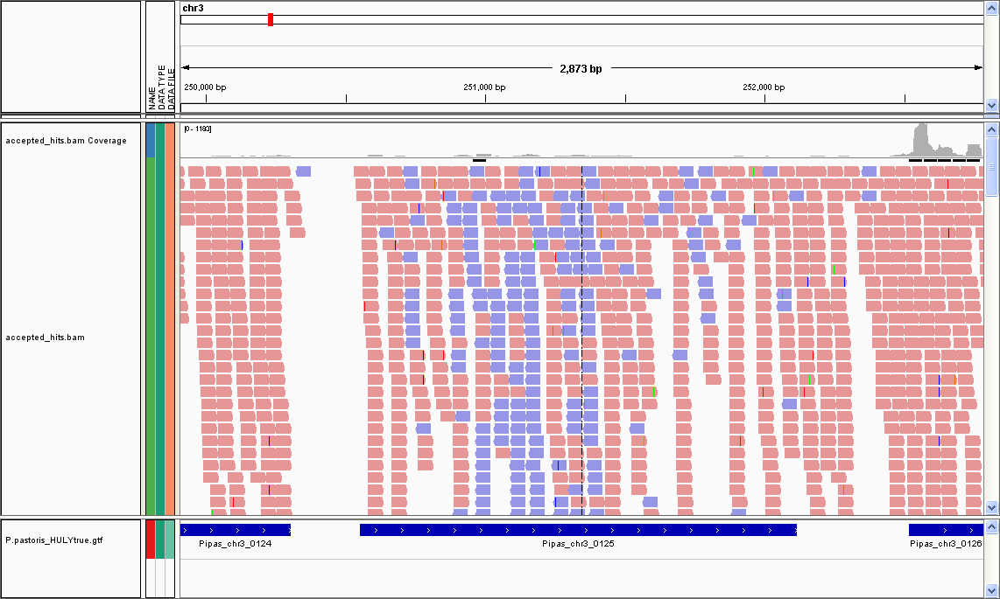 chr3
2,873 bp
250,000 bp 251,000 bp 252,000 bp
NAME
DATA TYPE
DATA FILE
accepted_hits.bam Coverage
[0 - 1183]
accepted_hits.bam
P.pastoris_HULYtrue.gtf
Pipas_chr3_0124 Pipas_chr3_0125 Pipas_chr3_0126